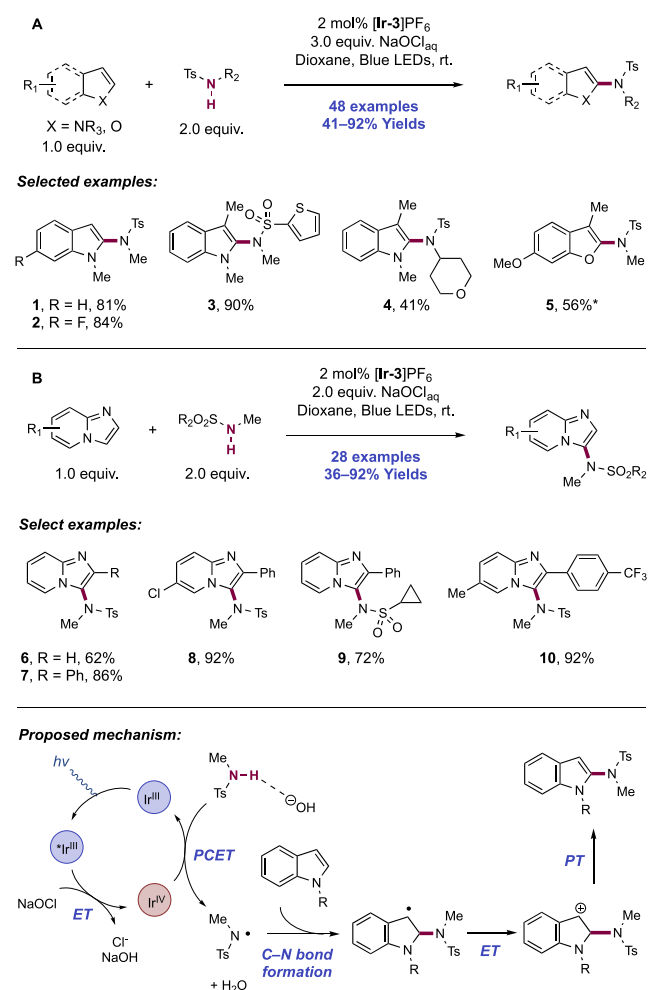 A
2 mol% [Ir-3]PF6
3.0 equiv. NaOClaq
Dioxane, Blue LEDs, rt.
48 examples
41–92% Yields
R1
X
X = NR3, O
1.0 equiv.
+
Ts N R2
H
2.0 equiv.
R1
X
N
Ts
R2
Selected examples:
R
N
Me
N
Ts
Me
1, R = H, 81%
2, R = F, 84%
Me
O O
S
S
N
Me
N
Me
3, 90%
Me
Ts
N
N
Me
O
4, 41%
Me
MeO
O
N
Ts
Me
5, 56%*
B
2 mol% [Ir-3]PF6
2.0 equiv. NaOClaq
Dioxane, Blue LEDs, rt.
28 examples
36–92% Yields
R1
N
N
1.0 equiv.
+
R2O2S N Me
H
2.0 equiv.
R1
N
N
N
Me
SO2R2
Select examples:
N
R
N
N
Me
Ts
6, R = H, 62%
7, R = Ph, 86%
N
Ph
Cl
N
N
Me
Ts
8, 92%
N
Ph
N
N
Me
S
O O
9, 72%
N
CF3
Me
N
N
Me
Ts
10, 92%
Proposed mechanism:
hv
IrIII
*IrIII
IrIV
NaOCl
ET
Cl-
NaOH
Me
N H
Ts
⊖OH
PCET
Me
N •
Ts
+ H2O
N
R
C–N bond
formation
•
N
R
N
Me
Ts
ET
⊕
N
R
N
Me
Ts
PT
N
R
N
Ts
Me